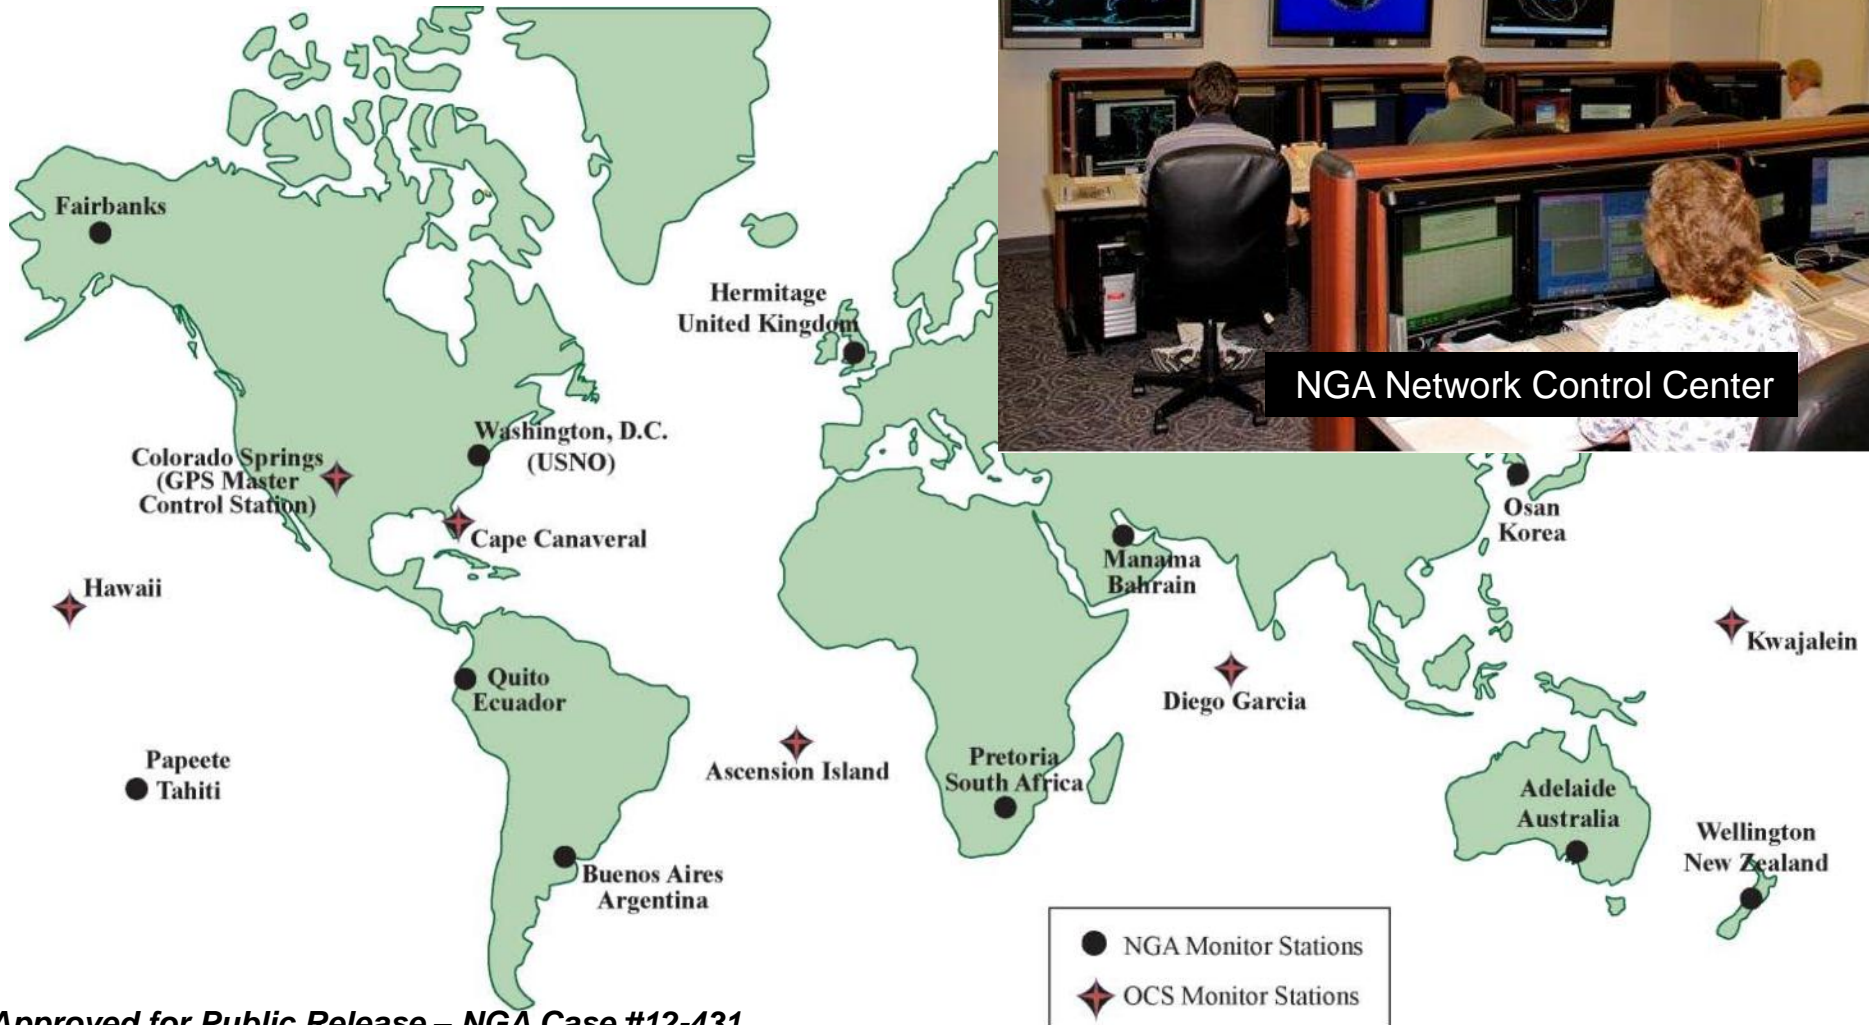 Fairbanks
Hermitage
United Kingdom
NGA Network Control Center
Washington, D.C.
(USNO)
Colorado Springs
(GPS Master
Control Station)
Cape Canaveral
Osan
Korea
Manama
Bahrain
Hawaii
Kwajalein
Quito
Ecuador
Diego Garcia
Papeete
Tahiti
Ascension Island
Pretoria
South Africa
Adelaide
Australia
Wellington
New Zealand
Buenos Aires
Argentina
NGA Monitor Stations
OCS Monitor Stations
Approved for Public Release – NGA Case #12-431